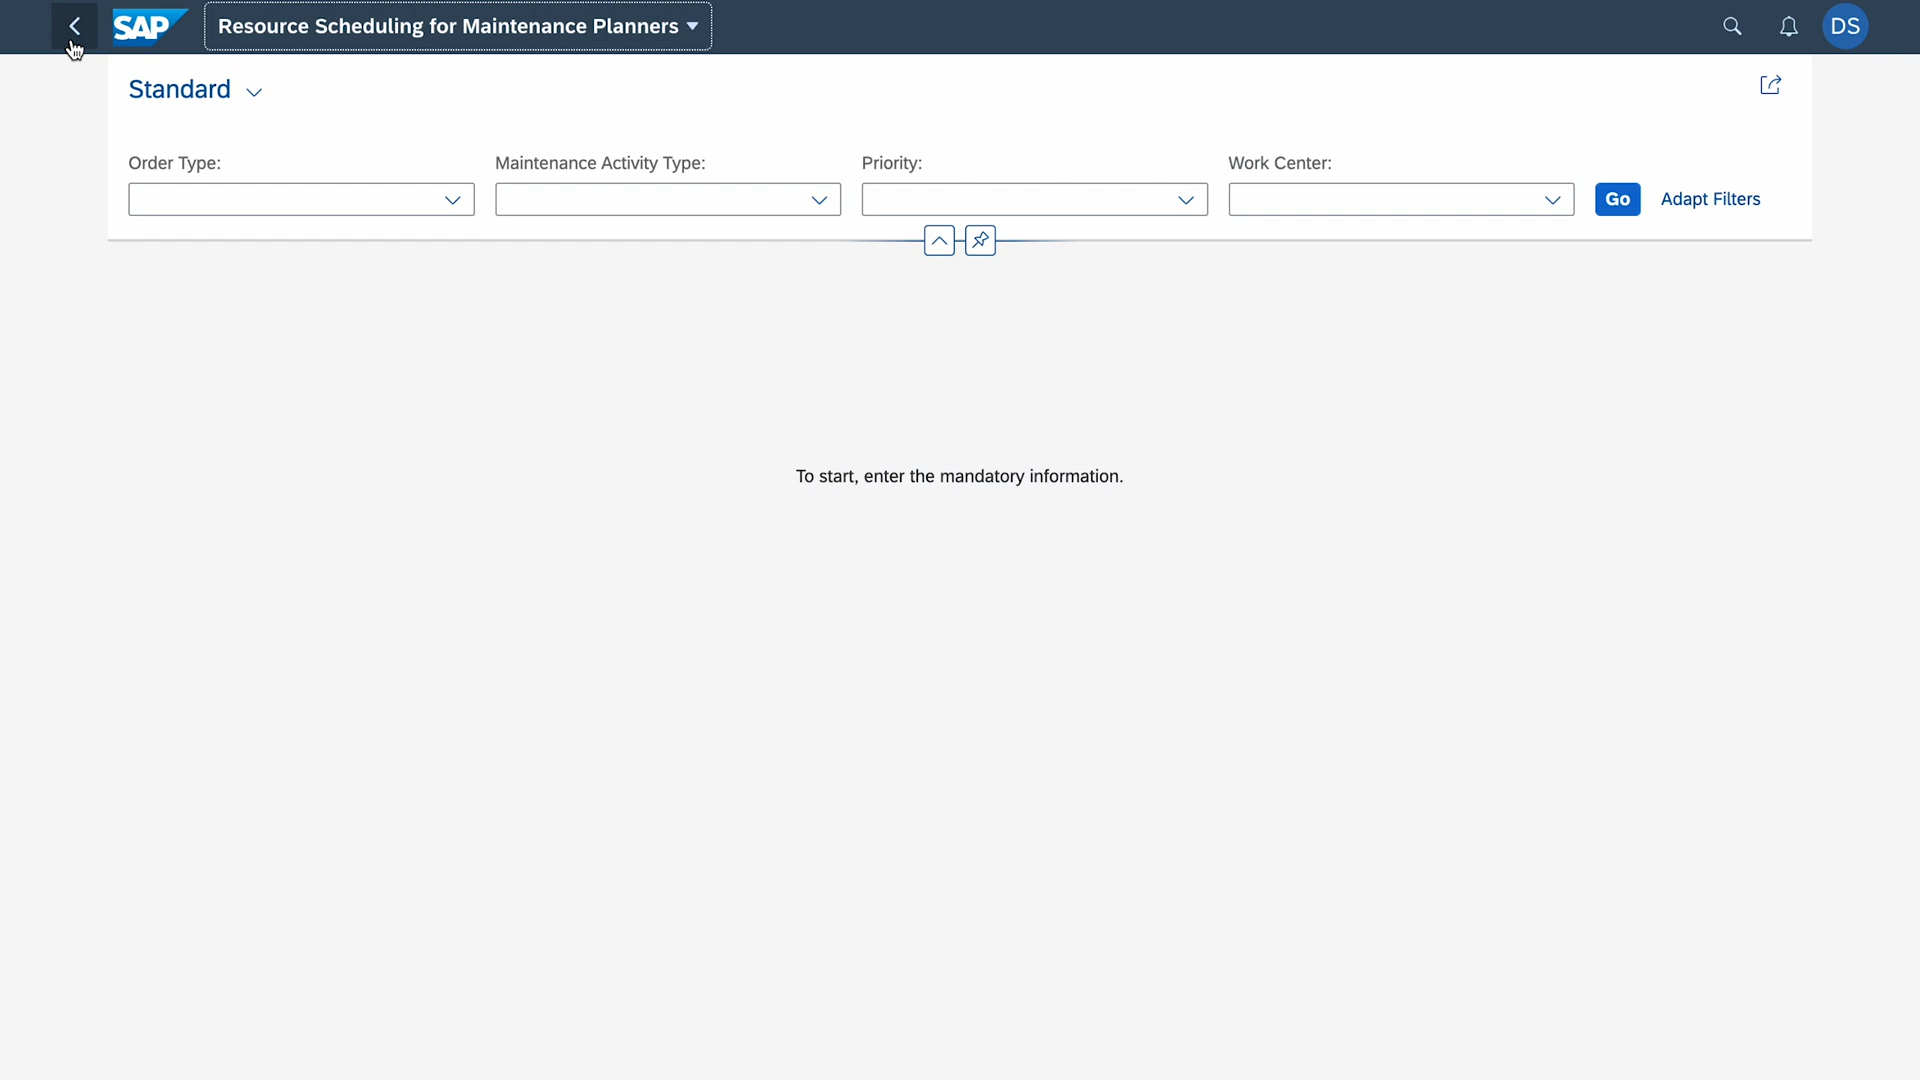 SAP Resource Scheduling for Maintenance Planners DS
Standard
Order Type: Maintenance Activity Type: Priority: Work Center:
Go Adapt Filters
To start, enter the mandatory information.